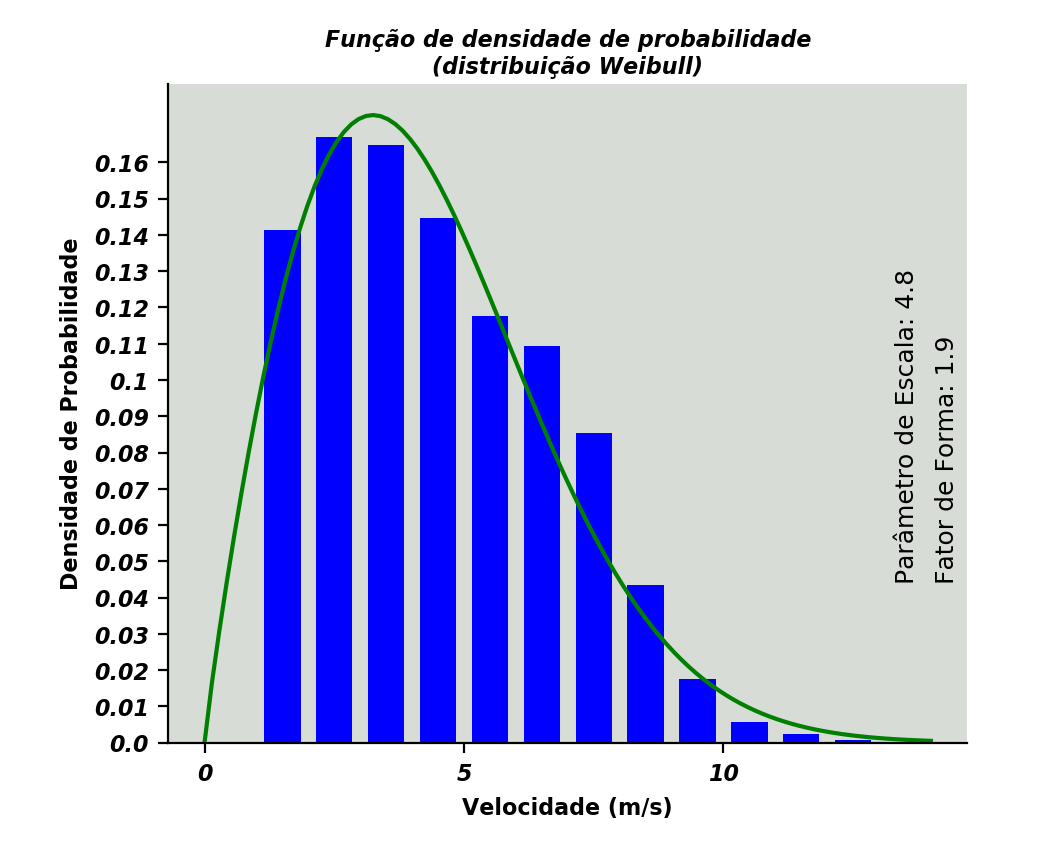 Função de densidade de probabilidade
(distribuição Weibull)
Densidade de Probabilidade
0.16
0.15
0.14
0.13
0.12
0.11
0.1
0.09
0.08
0.07
0.06
0.05
0.04
0.03
0.02
0.01
0.0
Parâmetro de Escala: 4.8
Fator de Forma: 1.9
0 5 10
Velocidade (m/s)